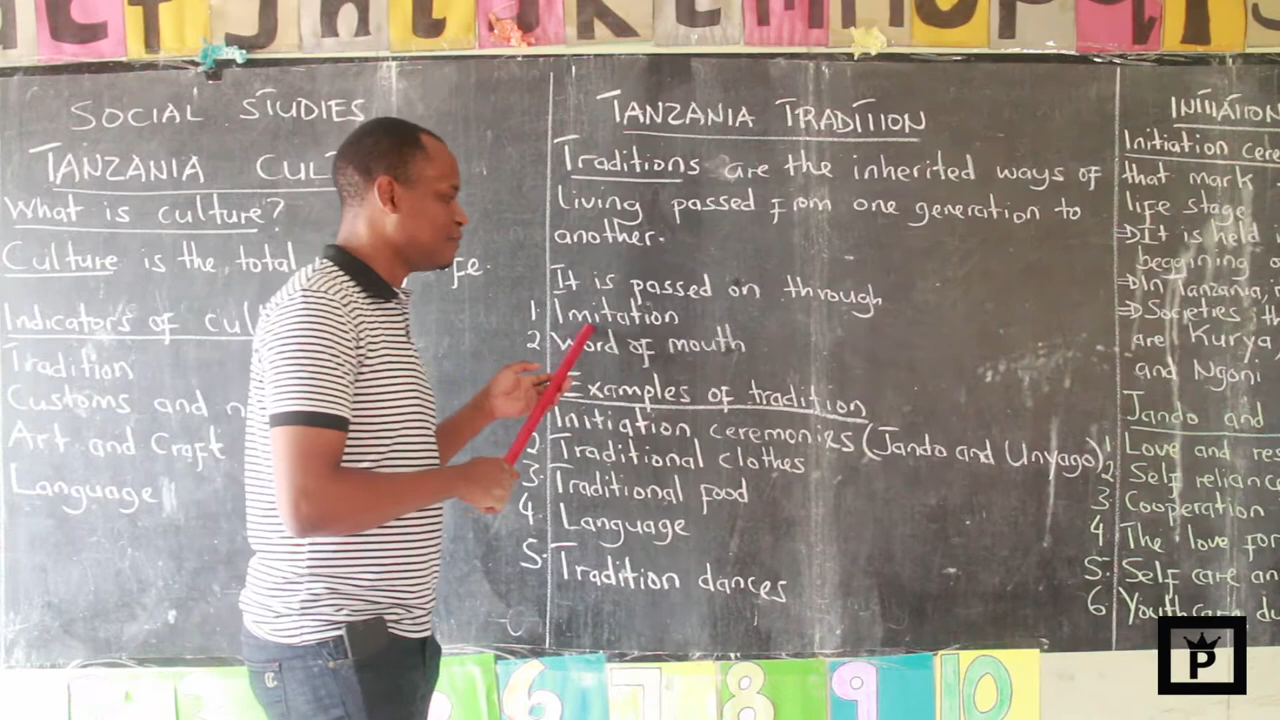 SOCIAL STUDIES
TANZANIA CUL
What is culture?
Culture is the total fe.
Indicators of cul
Tradition
Customs and n
Art and Craft
Language
TANZANIA TRADITION
Traditions are the inherited ways of
living passed from one generation to
another.
It is passed on through
1. Imitation
2 Word of mouth
Examples of tradition
Initiation ceremonies (Jando and Unyago)
2. Traditional clothes
3. Traditional food
4. Language
5. Tradition dances
INITIATION
Initiation cere
that mark
life stage
⇒It is held i
beggining o
⇒In Tanzania,
⇒Societies th
are Kurya,
and Ngoni
Jando and
1 Love and res
2 Self reliance
3 Cooperation
4 The love for
5. Self care an
6 Youth care du
6 7 8 9 10
P